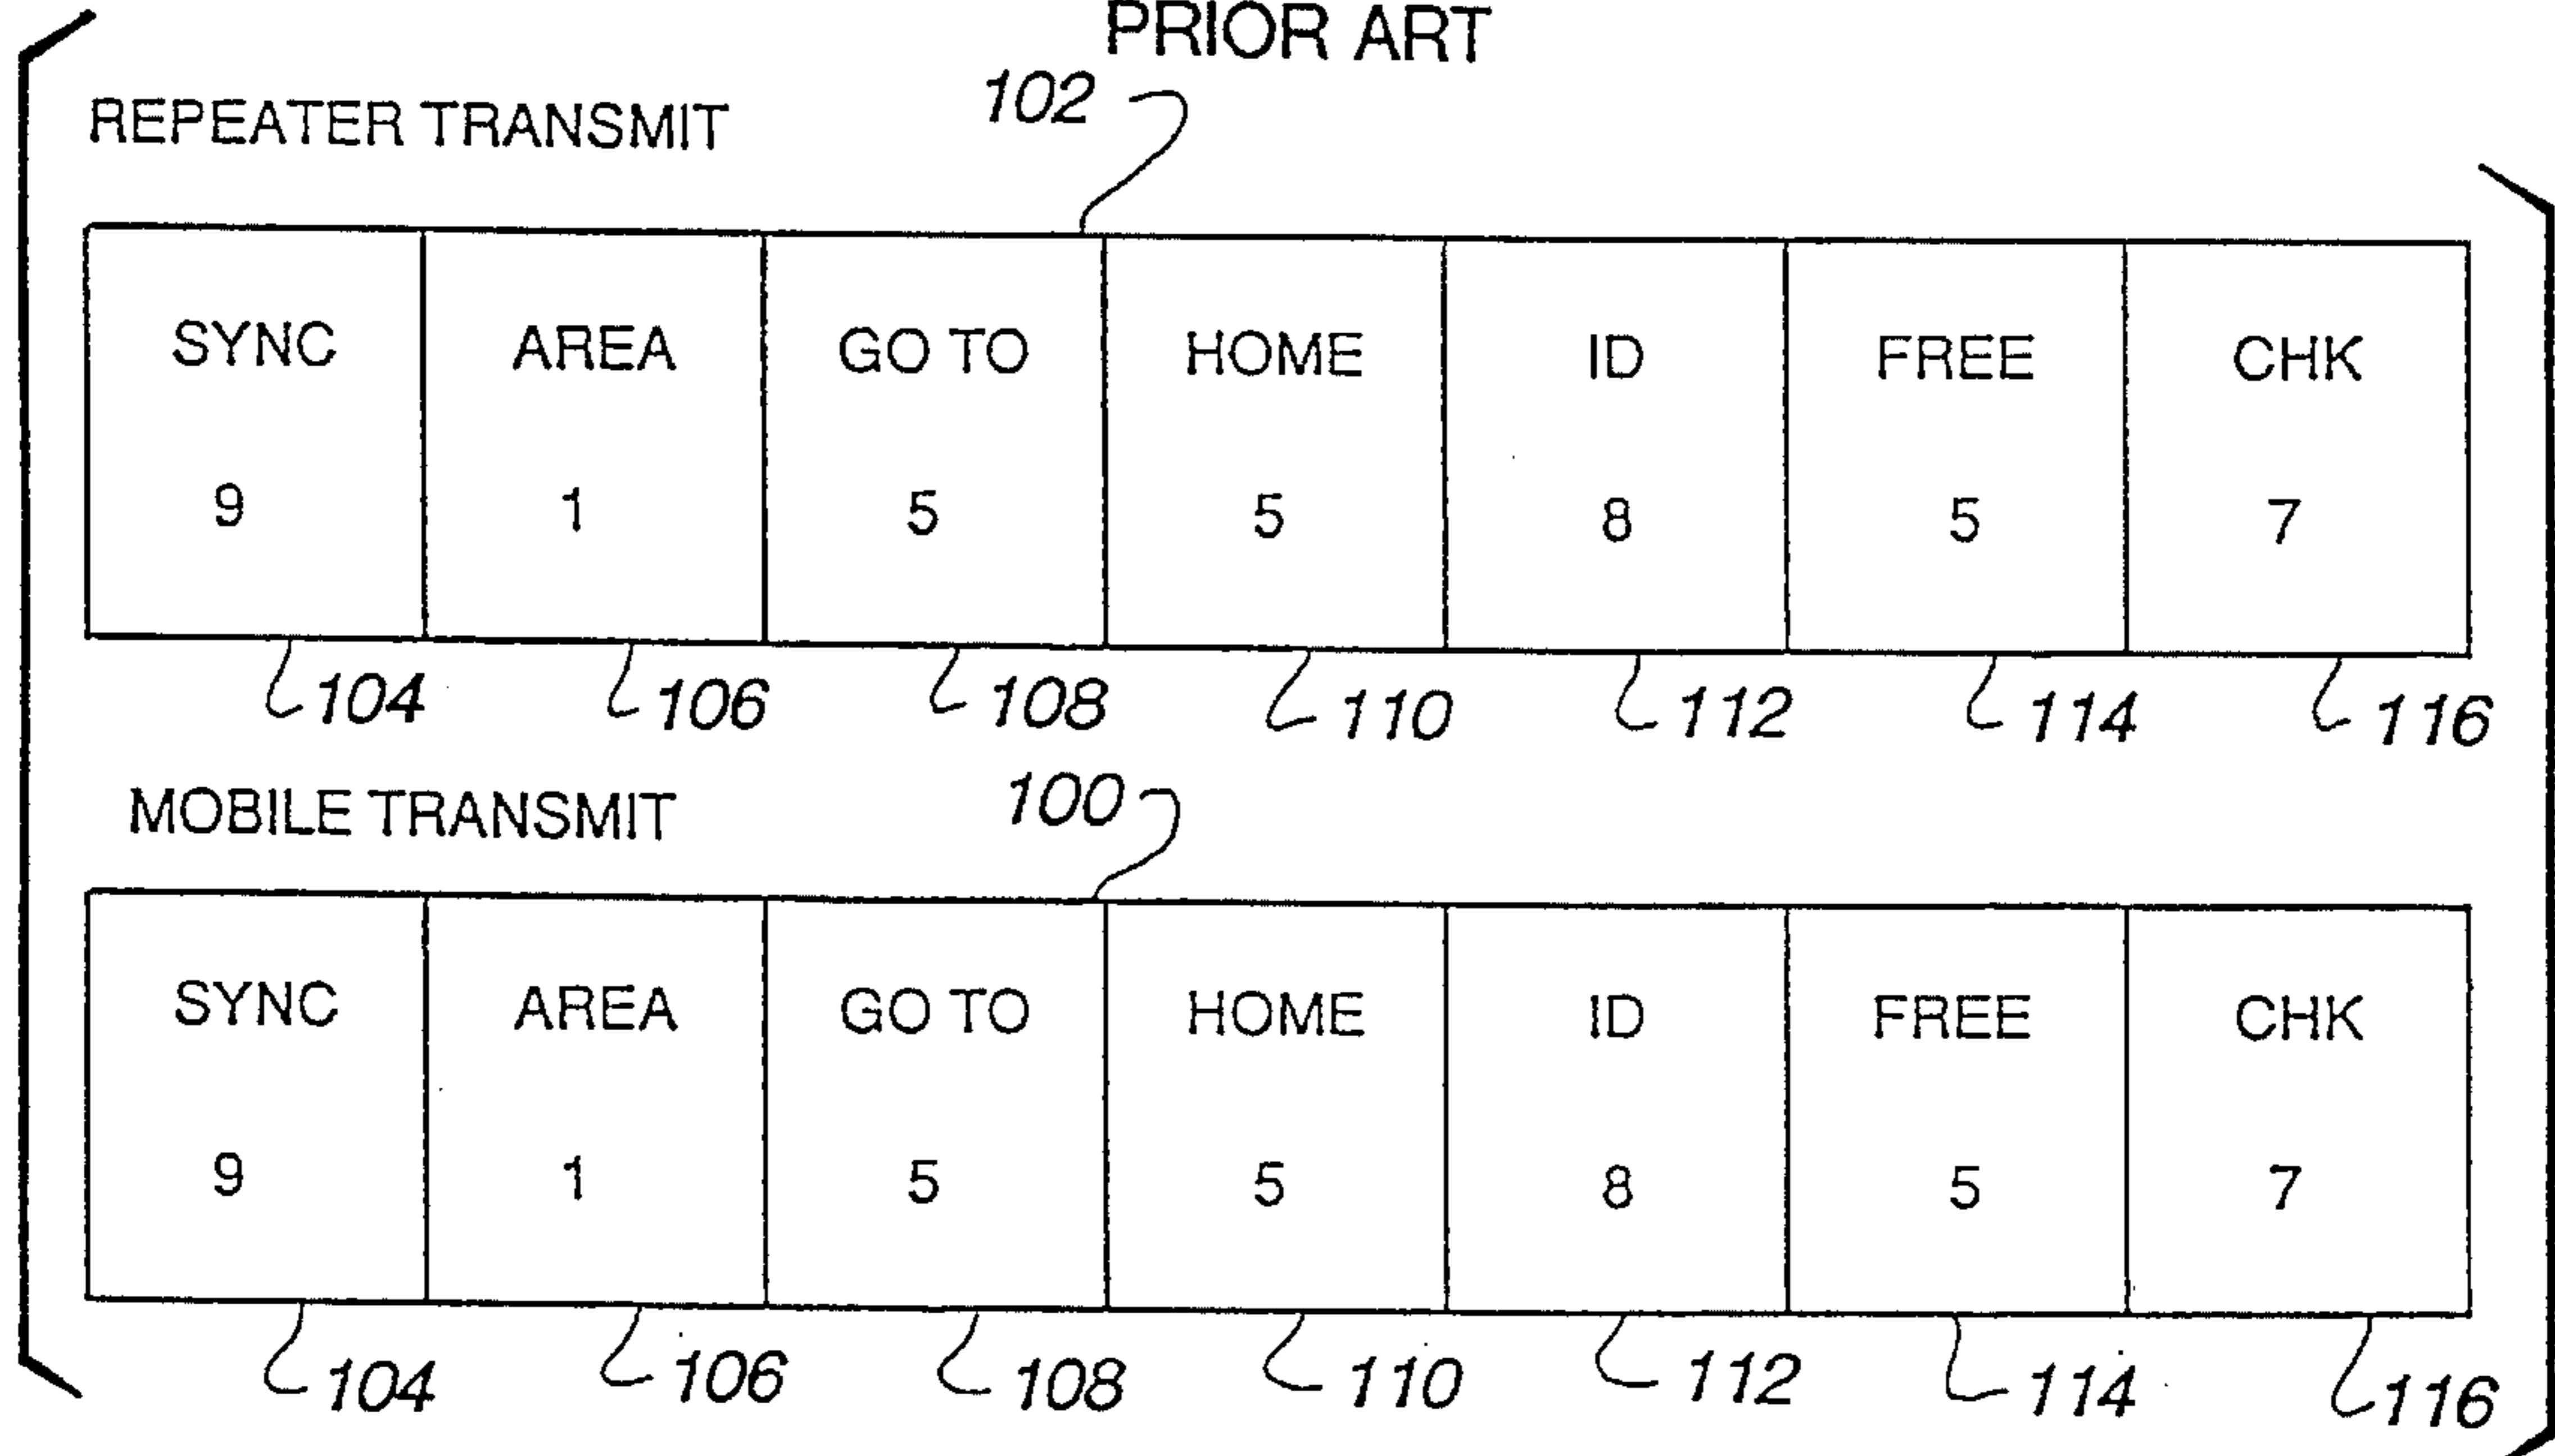 PRIOR ART
102
REPEATER TRANSMIT
SYNC AREA GO TO HOME ID FREE CHK
9 1 5 5 8 5 7
104 106 108 110 112 114 116
MOBILE TRANSMIT 100
SYNC AREA GO TO HOME ID FREE CHK
9 1 5 5 8 5 7
104 106 108 110 112 114 116